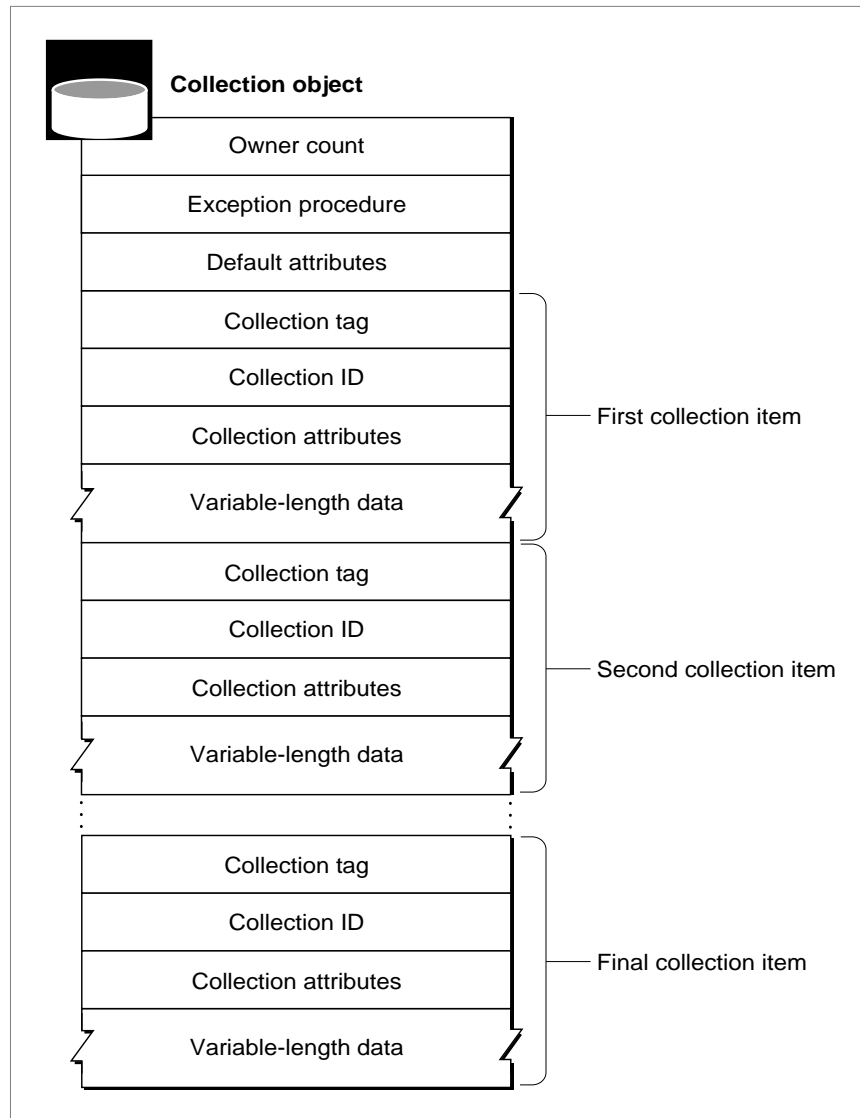 Collection object
Owner count
Exception procedure
Default attributes
Collection tag
Collection ID
Collection attributes
Variable-length data
First collection item
Collection tag
Collection ID
Collection attributes
Variable-length data
Second collection item
Collection tag
Collection ID
Collection attributes
Variable-length data
Final collection item